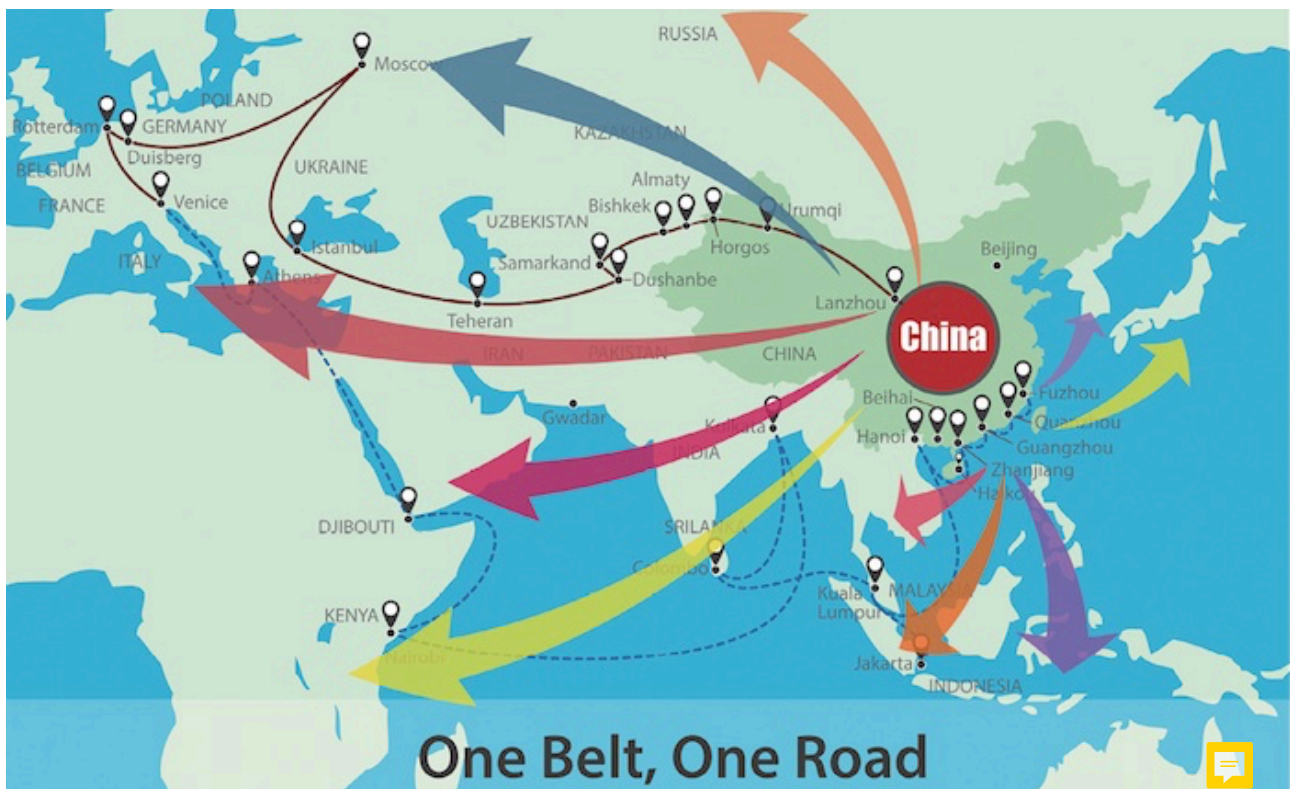 RUSSIA
Moscow
POLAND
Rotterdam
GERMANY
KAZAKHSTAN
Duisberg
BELGIUM
UKRAINE
Almaty
FRANCE
Venice
Bishkek
Urumqi
UZBEKISTAN
Istanbul
Horgos
Beijing
ITALY
Samarkand
Athens
Dushanbe
Lanzhou
Teheran
China
IRAN
PAKISTAN
CHINA
Beihai
Fuzhou
Gwadar
Kolkata
Quanzhou
Hanoi
Guangzhou
INDIA
Zhanjiang
Haikou
DJIBOUTI
SRILANKA
Colombo
Kuala
Lumpur
MALAYSIA
KENYA
Nairobi
Jakarta
INDONESIA
One Belt, One Road